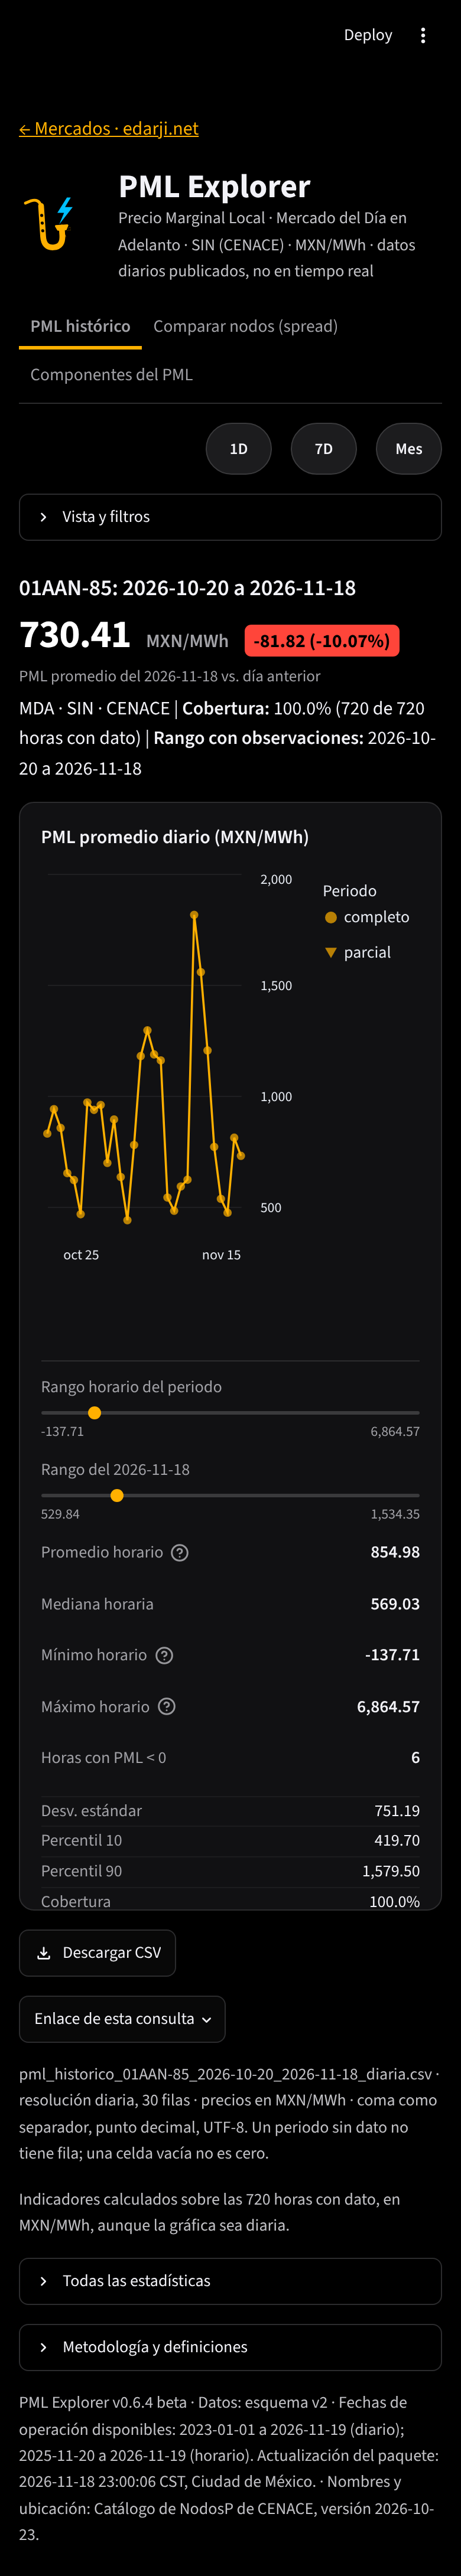 Deploy
← Mercados · edarji.net
PML Explorer
Precio Marginal Local · Mercado del Día en
Adelanto · SIN (CENACE) · MXN/MWh · datos
diarios publicados, no en tiempo real
PML histórico
Comparar nodos (spread)
Componentes del PML
1D
7D
Mes
Vista y filtros
01AAN-85: 2026-10-20 a 2026-11-18
730.41 MXN/MWh -81.82 (-10.07%)
PML promedio del 2026-11-18 vs. día anterior
MDA · SIN · CENACE | Cobertura: 100.0% (720 de 720
horas con dato) | Rango con observaciones: 2026-10-
20 a 2026-11-18
PML promedio diario (MXN/MWh)
2,000
1,500
1,000
500
oct 25
nov 15
Periodo
completo
parcial
Rango horario del periodo
-137.71 6,864.57
Rango del 2026-11-18
529.84 1,534.35
Promedio horario 854.98
Mediana horaria 569.03
Mínimo horario -137.71
Máximo horario 6,864.57
Horas con PML < 0 6
Desv. estándar 751.19
Percentil 10 419.70
Percentil 90 1,579.50
Cobertura 100.0%
Descargar CSV
Enlace de esta consulta
pml_historico_01AAN-85_2026-10-20_2026-11-18_diaria.csv ·
resolución diaria, 30 filas · precios en MXN/MWh · coma como
separador, punto decimal, UTF-8. Un periodo sin dato no
tiene fila; una celda vacía no es cero.
Indicadores calculados sobre las 720 horas con dato, en
MXN/MWh, aunque la gráfica sea diaria.
Todas las estadísticas
Metodología y definiciones
PML Explorer v0.6.4 beta · Datos: esquema v2 · Fechas de
operación disponibles: 2023-01-01 a 2026-11-19 (diario);
2025-11-20 a 2026-11-19 (horario). Actualización del paquete:
2026-11-18 23:00:06 CST, Ciudad de México. · Nombres y
ubicación: Catálogo de NodosP de CENACE, versión 2026-10-
23.